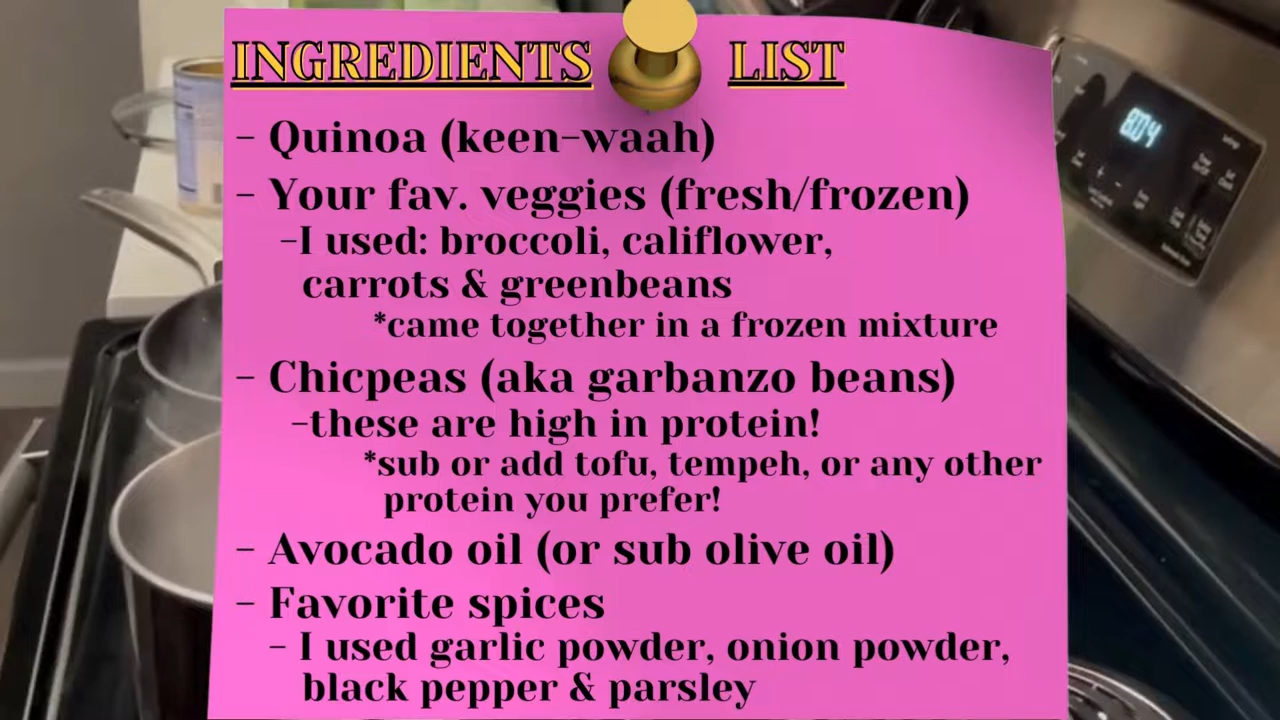 INGREDIENTS LIST
- Quinoa (keen-waah)
- Your fav. veggies (fresh/frozen)
-I used: broccoli, califlower,
carrots & greenbeans
*came together in a frozen mixture
- Chicpeas (aka garbanzo beans)
-these are high in protein!
*sub or add tofu, tempeh, or any other
protein you prefer!
- Avocado oil (or sub olive oil)
- Favorite spices
- I used garlic powder, onion powder,
black pepper & parsley
8:04